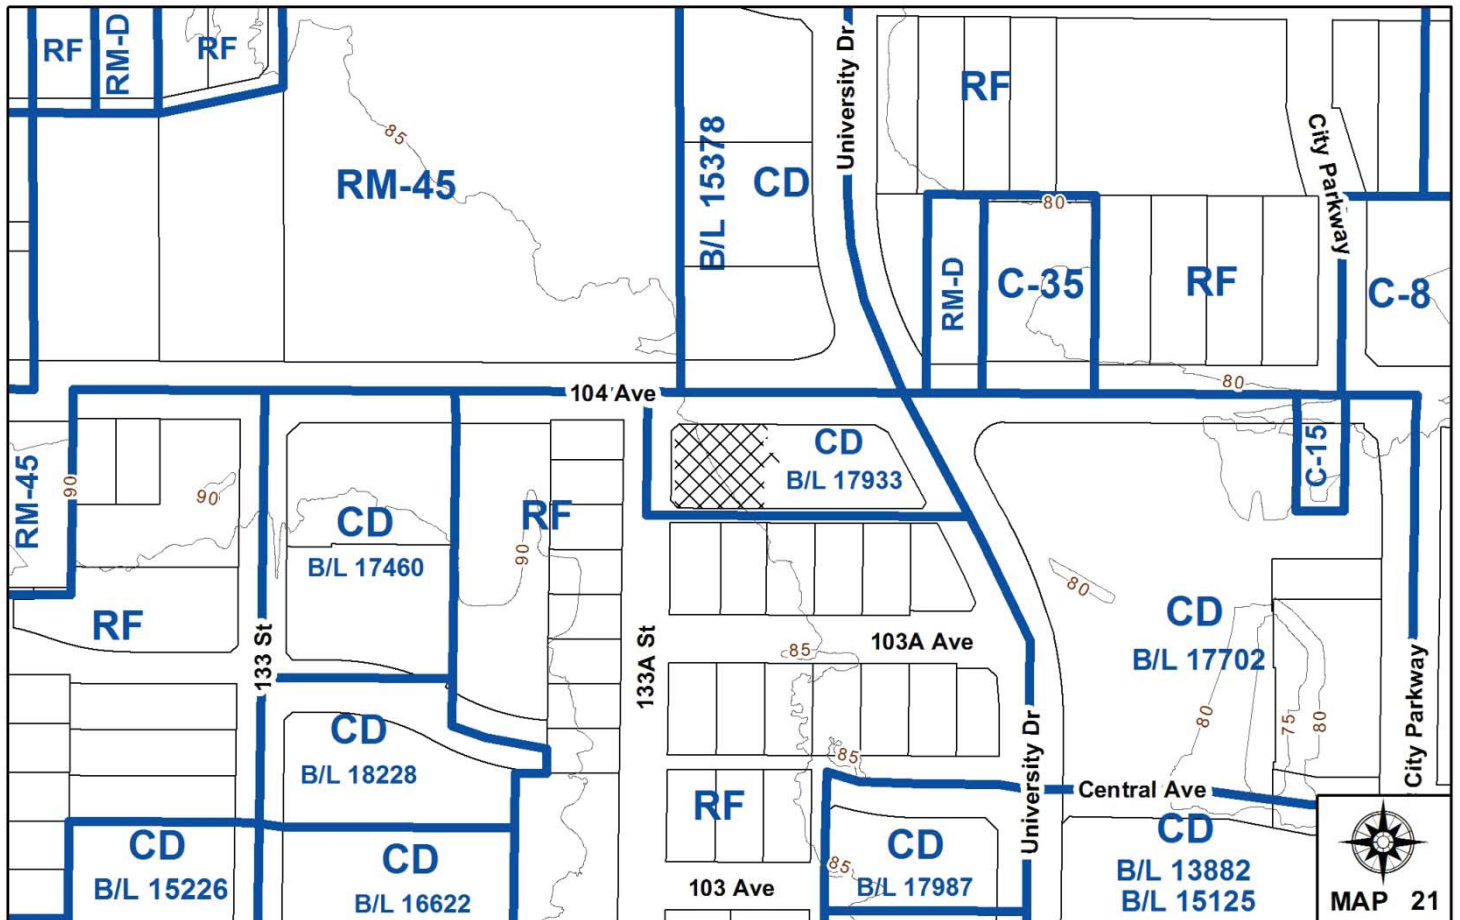 RF
RM-D
RF
85
RM-45
B/L 15378
CD
University Dr
RF
City Parkway
80
RM-D
C-35
RF
C-8
80
104 Ave
RM-45
90
90
CD
B/L 17460
RF
90
CD
B/L 17933
C-15
80
RF
133 St
133A St
85
103A Ave
CD
B/L 17702
80
75
80
CD
B/L 18228
85
University Dr
Central Ave
City Parkway
RF
CD
B/L 15226
CD
B/L 16622
85
103 Ave
CD
B/L 17987
CD
B/L 13882
B/L 15125
MAP 21